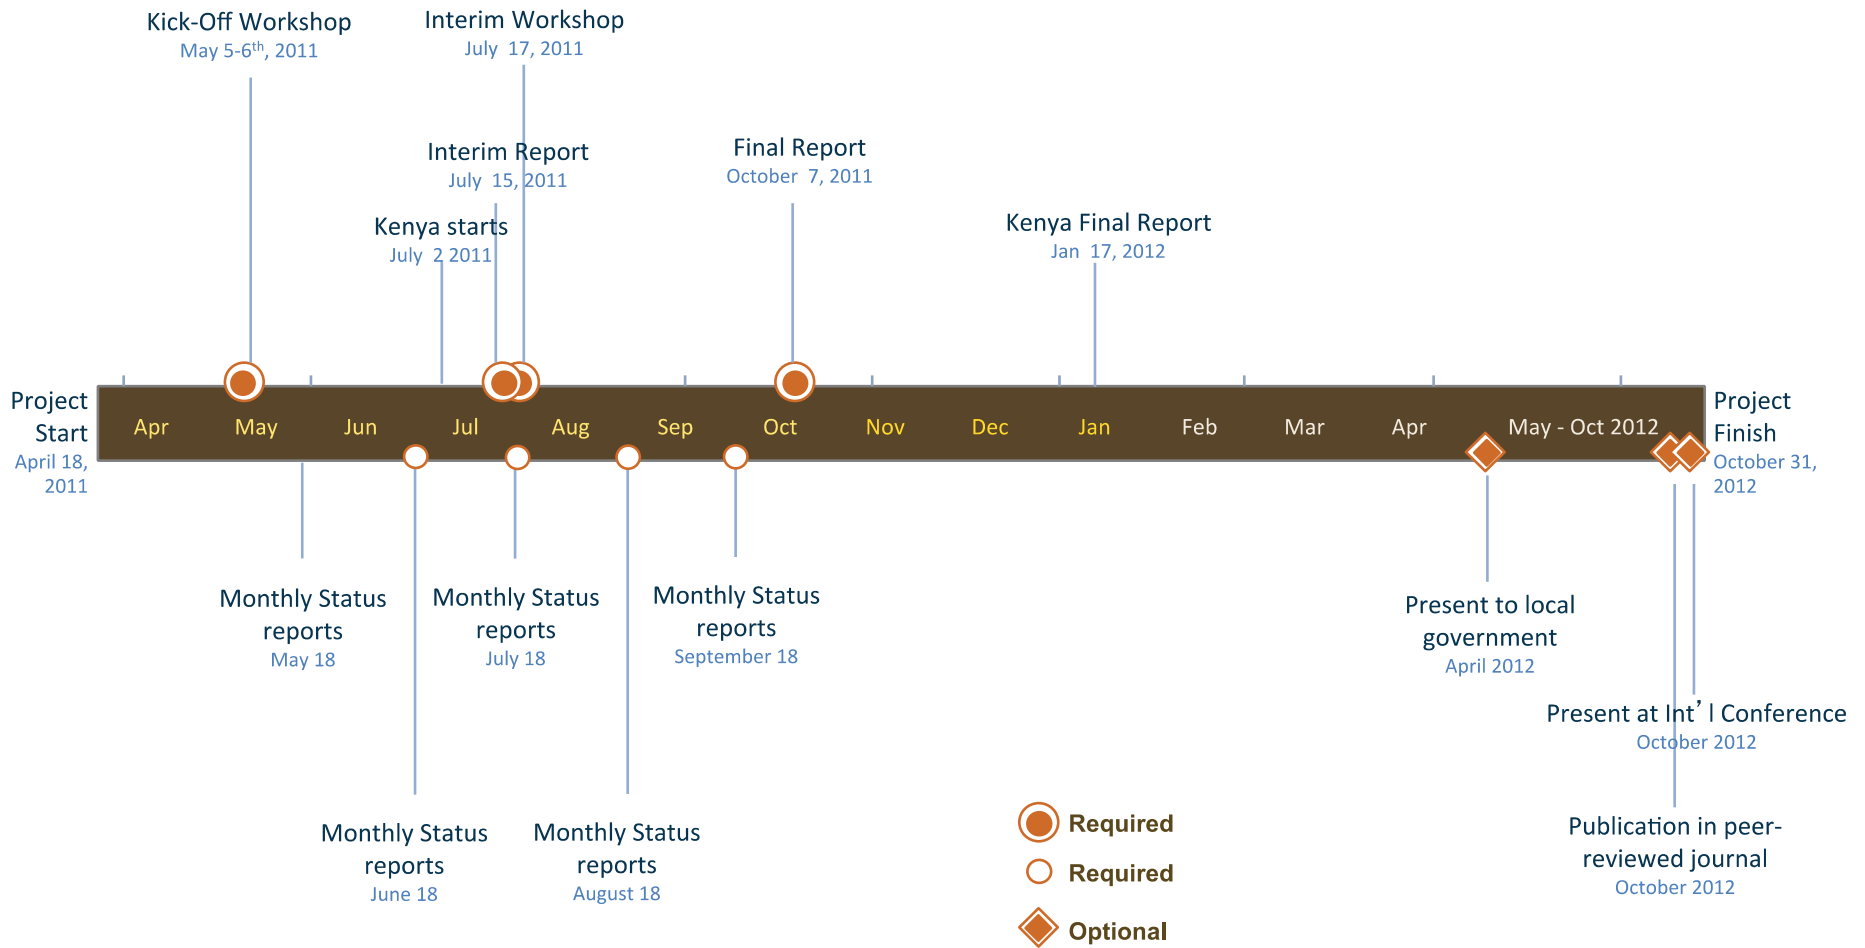 Kick-Off Workshop
May 5-6th, 2011
Interim Workshop
July 17, 2011
Interim Report
July 15, 2011
Final Report
October 7, 2011
Kenya starts
July 2 2011
Kenya Final Report
Jan 17, 2012
Project
Start
April 18,
2011
Apr
May
Jun
Jul
Aug
Sep
Oct
Nov
Dec
Jan
Feb
Mar
Apr
May - Oct 2012
Project
Finish
October 31,
2012
Monthly Status
reports
May 18
Monthly Status
reports
July 18
Monthly Status
reports
September 18
Present to local
government
April 2012
Present at Int’ l Conference
October 2012
Monthly Status
reports
June 18
Monthly Status
reports
August 18
Publication in peer-
reviewed journal
October 2012
Required
Required
Optional